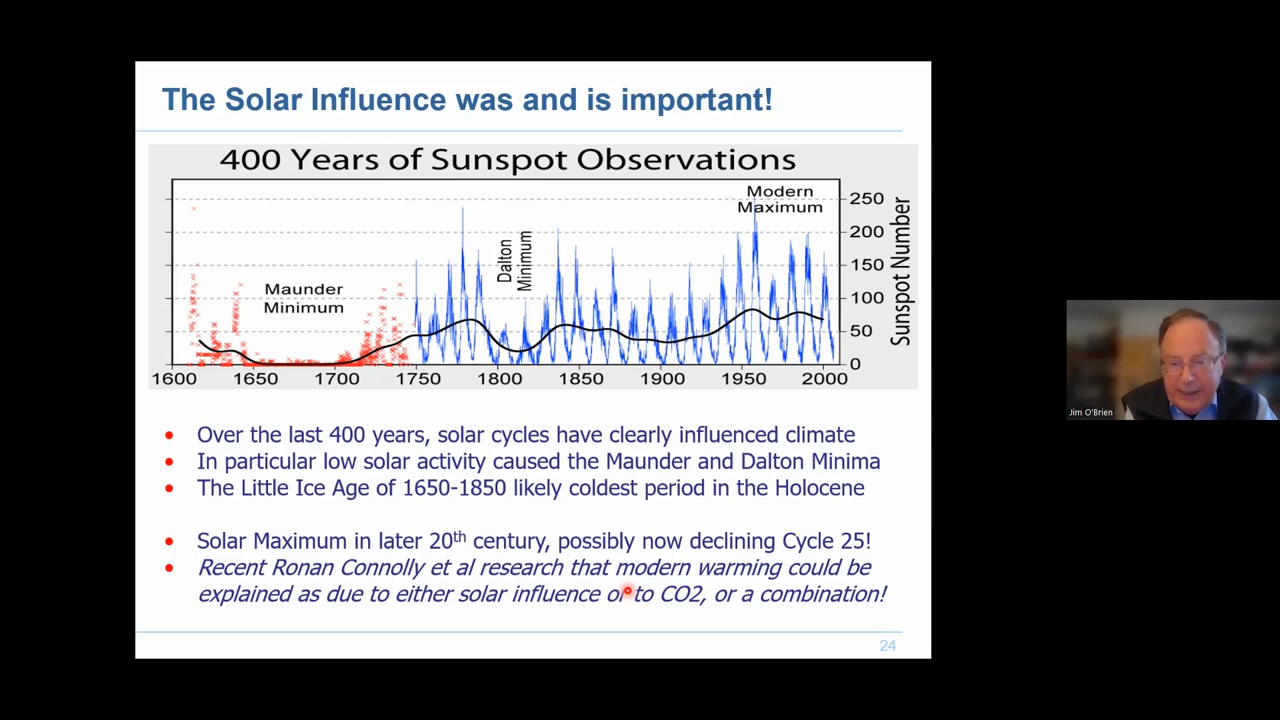 The Solar Influence was and is important!
400 Years of Sunspot Observations
Modern
Maximum
Dalton
Minimum
Maunder
Minimum
250
200
150
100
50
0
Sunspot Number
1600 1650 1700 1750 1800 1850 1900 1950 2000
• Over the last 400 years, solar cycles have clearly influenced climate
• In particular low solar activity caused the Maunder and Dalton Minima
• The Little Ice Age of 1650-1850 likely coldest period in the Holocene
• Solar Maximum in later 20th century, possibly now declining Cycle 25!
• Recent Ronan Connolly et al research that modern warming could be
explained as due to either solar influence or to CO2, or a combination!
24
Jim O'Brien